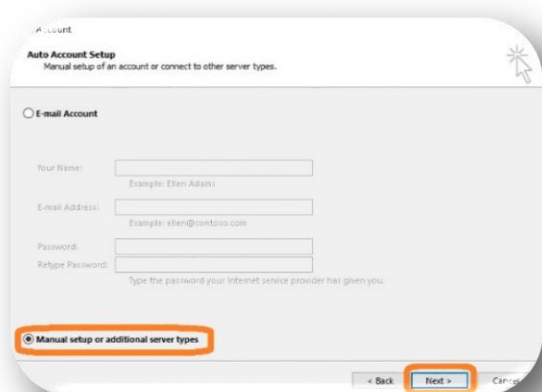 Account
Auto Account Setup
Manual setup of an account or connect to other server types.
E-mail Account
Your Name:
Example: Ellen Adams
E-mail Address:
Example: ellen@contoso.com
Password:
Retype Password:
Type the password your Internet service provider has given you.
Manual setup or additional server types
< Back Next > Cancel